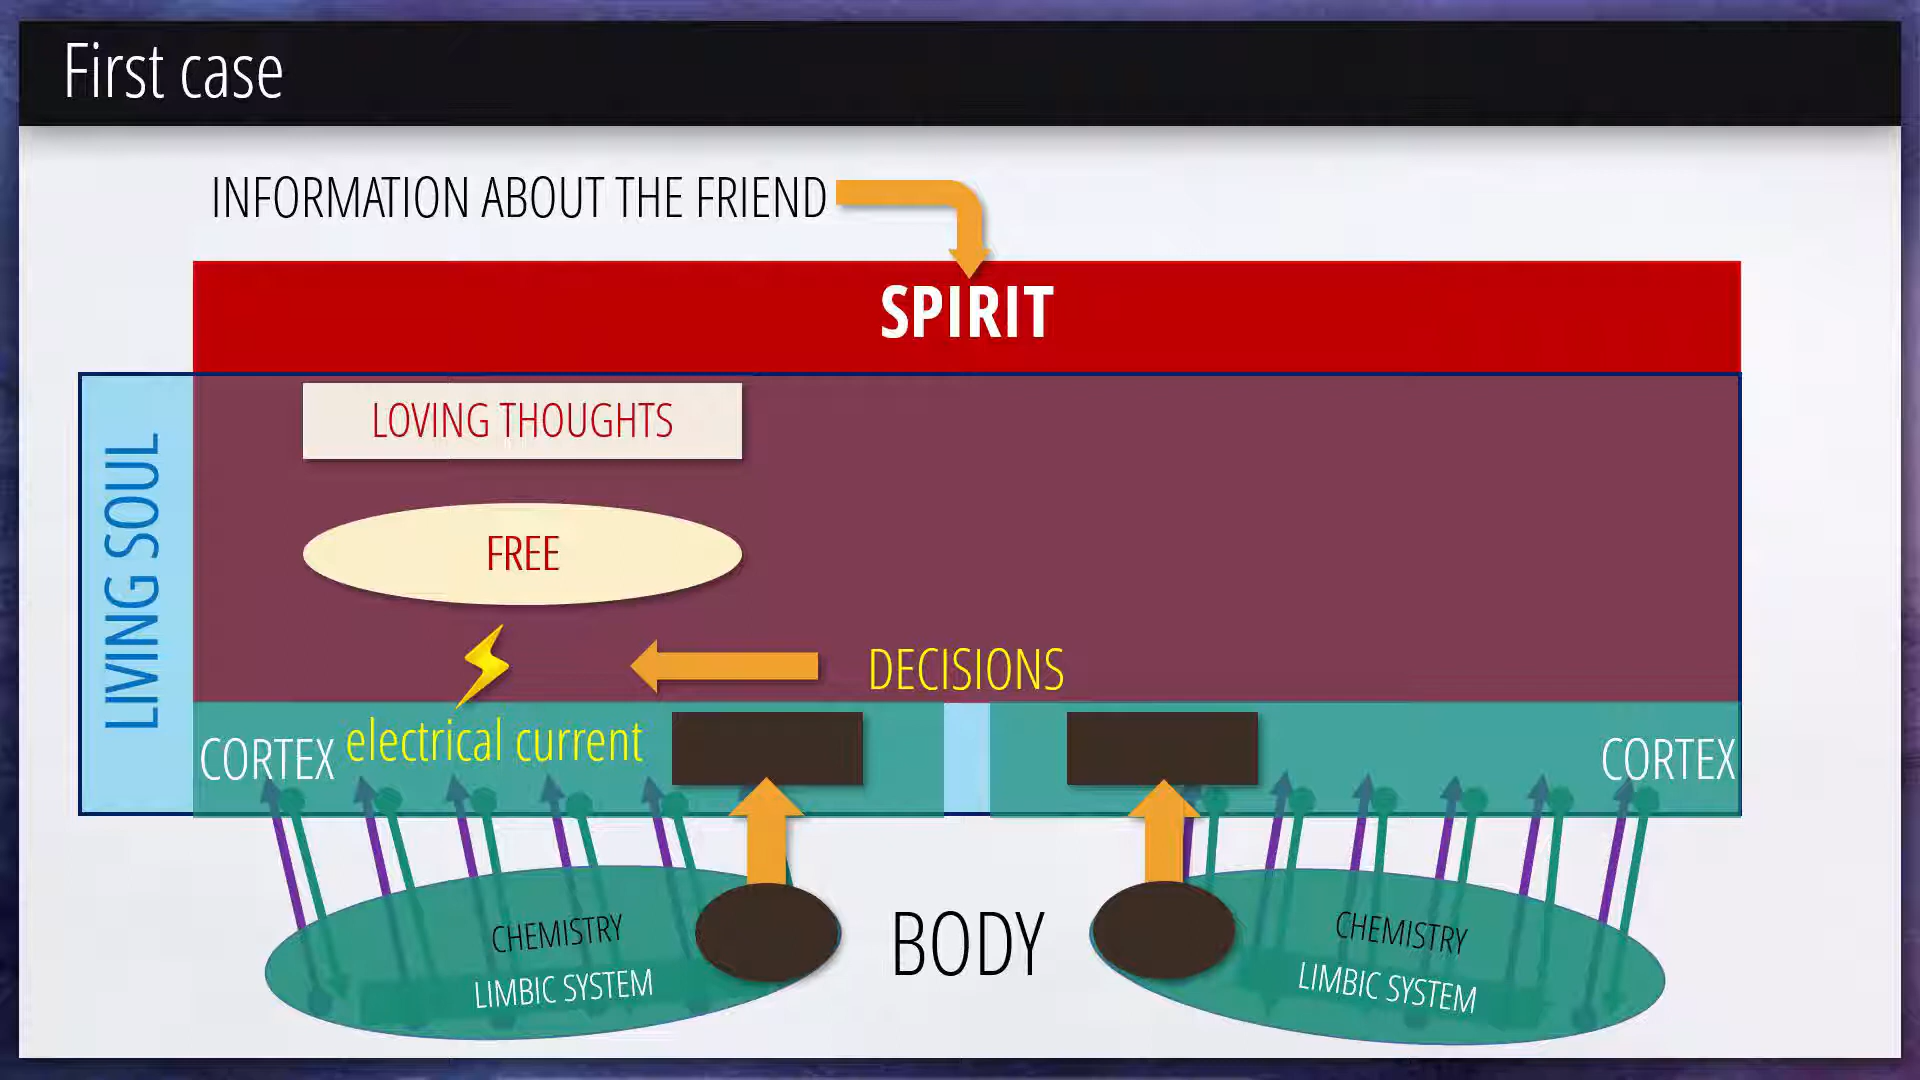 First case
INFORMATION ABOUT THE FRIEND
SPIRIT
LIVING SOUL
LOVING THOUGHTS
FREE
DECISIONS
electrical current
CORTEX
CORTEX
BODY
CHEMISTRY
LIMBIC SYSTEM
CHEMISTRY
LIMBIC SYSTEM